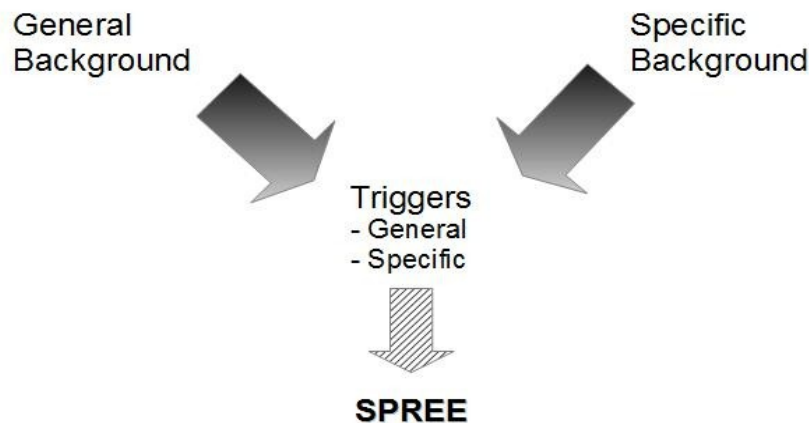 General
Background
Specific
Background
Triggers
- General
- Specific
SPREE